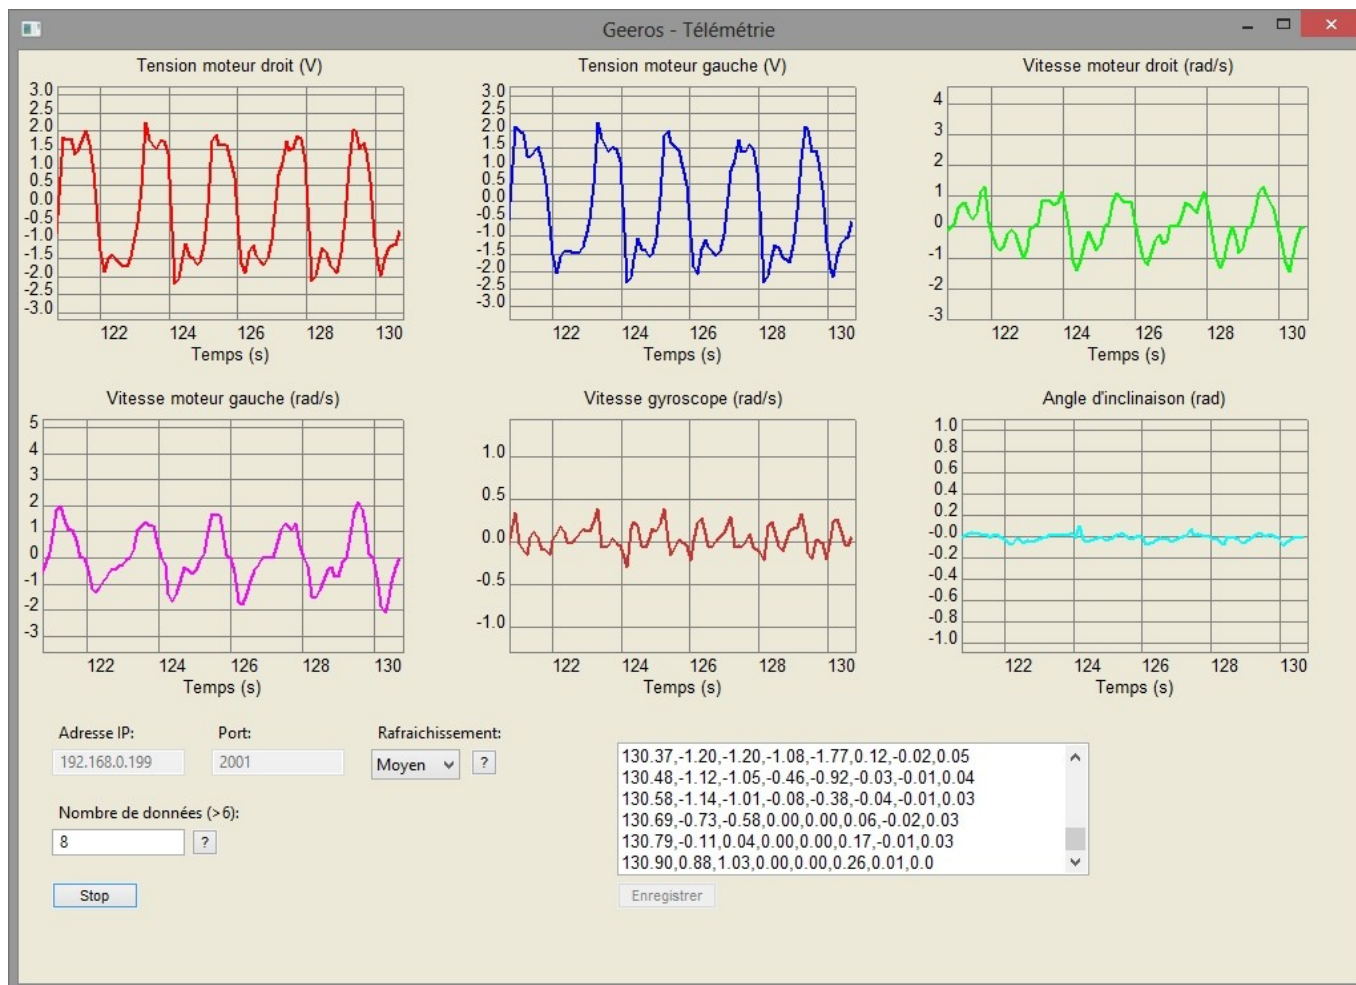 Geeros - Télémétrie
Tension moteur droit (V)
3.0
2.5
2.0
1.5
1.0
0.5
0.0
-0.5
-1.0
-1.5
-2.0
-2.5
-3.0
122 124 126 128 130
Temps (s)
Tension moteur gauche (V)
3.0
2.5
2.0
1.5
1.0
0.5
0.0
-0.5
-1.0
-1.5
-2.0
-2.5
-3.0
122 124 126 128 130
Temps (s)
Vitesse moteur droit (rad/s)
4
3
2
1
0
-1
-2
-3
122 124 126 128 130
Temps (s)
Vitesse moteur gauche (rad/s)
5
4
3
2
1
0
-1
-2
-3
122 124 126 128 130
Temps (s)
Vitesse gyroscope (rad/s)
1.0
0.5
0.0
-0.5
-1.0
122 124 126 128 130
Temps (s)
Angle d'inclinaison (rad)
1.0
0.8
0.6
0.4
0.2
-0.0
-0.2
-0.4
-0.6
-0.8
-1.0
122 124 126 128 130
Temps (s)
Adresse IP: Port: Rafraichissement:
192.168.0.199 2001 Moyen ?
Nombre de données (>6):
8 ?
Stop
130.37,-1.20,-1.20,-1.08,-1.77,0.12,-0.02,0.05
130.48,-1.12,-1.05,-0.46,-0.92,-0.03,-0.01,0.04
130.58,-1.14,-1.01,-0.08,-0.38,-0.04,-0.01,0.03
130.69,-0.73,-0.58,0.00,0.00,0.06,-0.02,0.03
130.79,-0.11,0.04,0.00,0.00,0.17,-0.01,0.03
130.90,0.88,1.03,0.00,0.00,0.26,0.01,0.0
Enregistrer